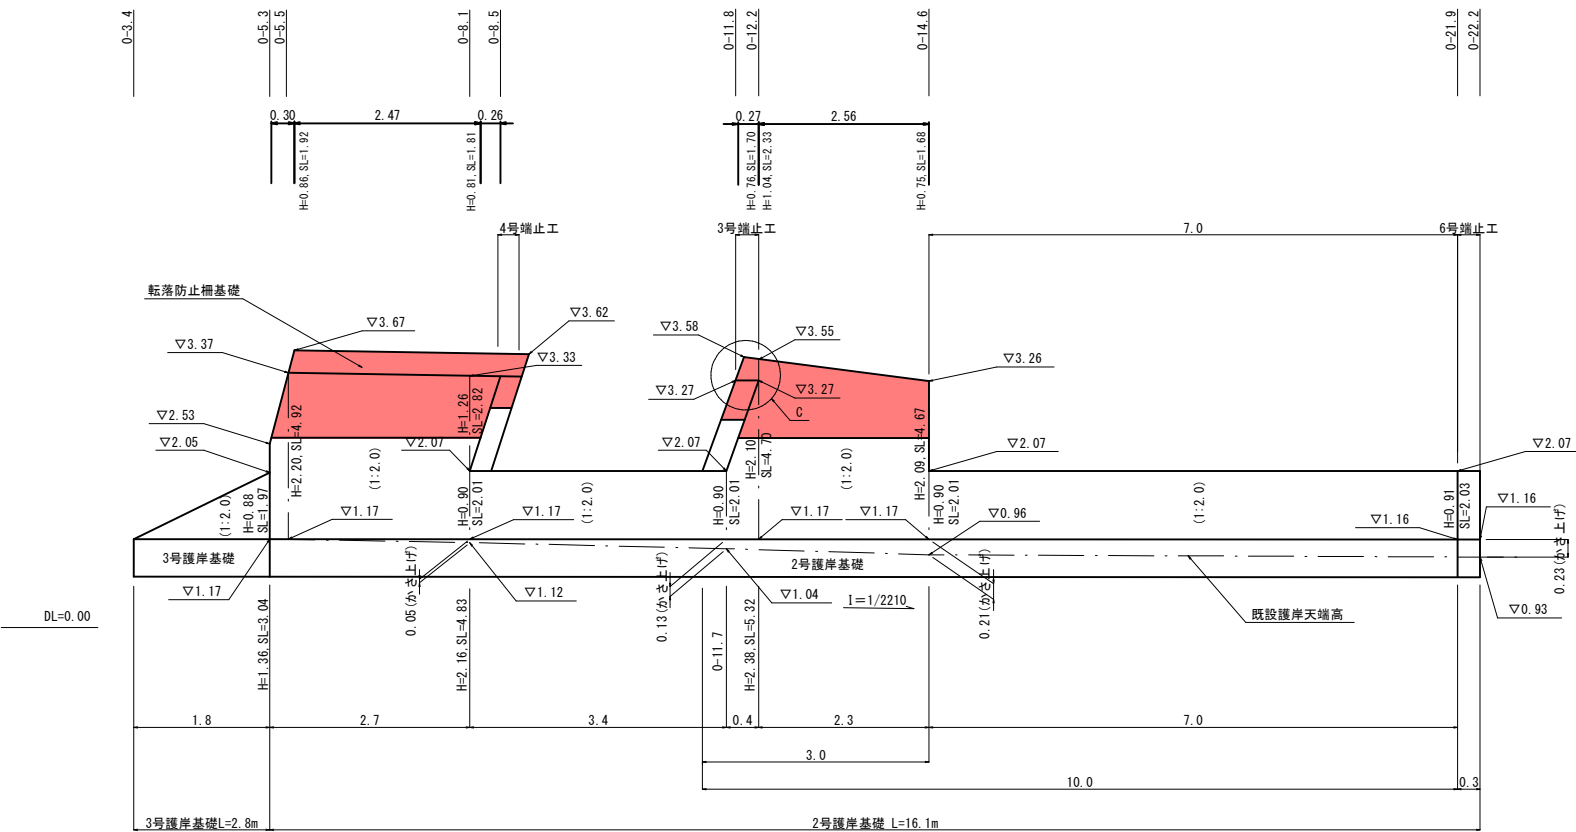 0-3.4
0-5.3
0-5.5
0-8.1
0-8.5
0-11.8
0-12.2
0-14.6
0-21.9
0-22.2
0.30
2.47
0.26
0.27
2.56
H=0.86,SL=1.92
H=0.81,SL=1.81
H=0.76,SL=1.70
H=1.04,SL=2.33
H=0.75,SL=1.68
4号端止工
3号端止工
7.0
6号端止工
転落防止柵基礎
▽3.67
▽3.62
▽3.58
▽3.55
▽3.37
▽3.33
▽3.26
▽3.27
▽3.27
C
▽2.53
▽2.05
▽2.07
▽2.07
▽2.07
▽2.07
H=2.20,SL=4.92
H=1.26
SL=2.82
H=2.10
SL=4.70
H=2.09,SL=4.67
(1:2.0)
(1:2.0)
(1:2.0)
(1:2.0)
(1:2.0)
H=0.88
SL=1.97
H=0.90
SL=2.01
H=0.90
SL=2.01
H=0.90
SL=2.01
H=0.91
SL=2.03
▽1.17
▽1.17
▽1.17
▽1.17
▽0.96
▽1.16
▽1.16
3号護岸基礎
2号護岸基礎
▽1.17
▽1.12
▽1.04
I=1/2210
既設護岸天端高
▽0.93
0.05(かさ上げ)
0.13(かさ上げ)
0.21(かさ上げ)
0.23(かさ上げ)
DL=0.00
H=1.36,SL=3.04
H=2.16,SL=4.83
0-11.7
H=2.38,SL=5.32
1.8
2.7
3.4
0.4
2.3
7.0
3.0
10.0
0.3
3号護岸基礎L=2.8m
2号護岸基礎 L=16.1m